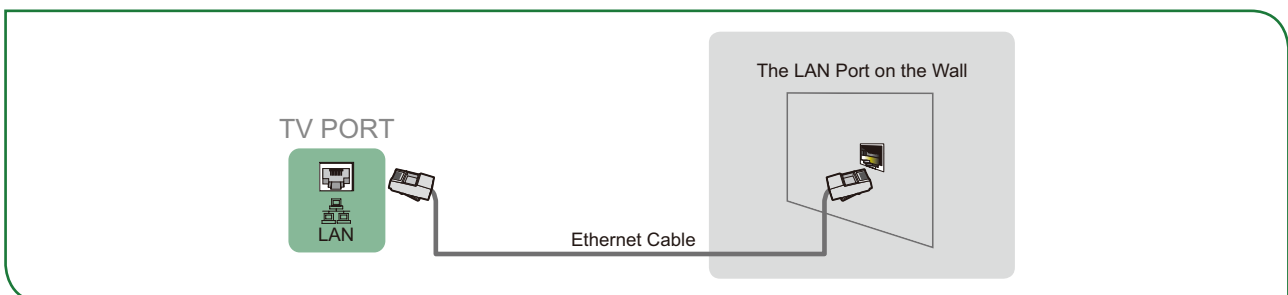 The LAN Port on the Wall
TV PORT
LAN
Ethernet Cable